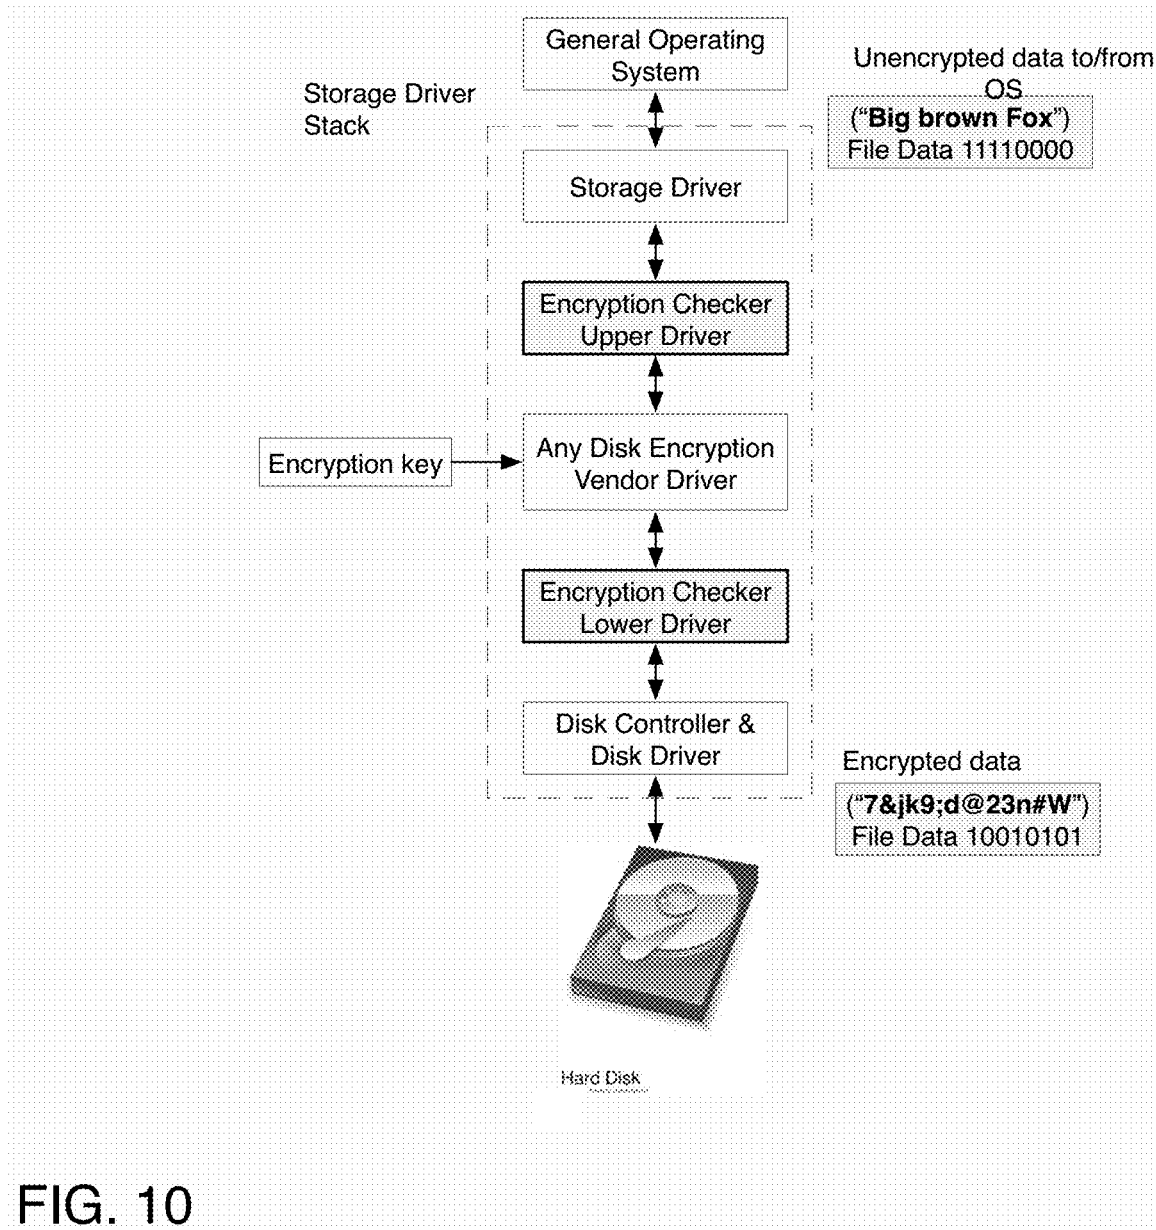 General Operating
System
Unencrypted data to/from
OS
("Big brown Fox")
File Data 11110000
Storage Driver
Stack
Storage Driver
Encryption Checker
Upper Driver
Encryption key
Any Disk Encryption
Vendor Driver
Encryption Checker
Lower Driver
Disk Controller &
Disk Driver
Encrypted data
("7&jk9;d@23n#W")
File Data 10010101
Hard Disk
FIG. 10